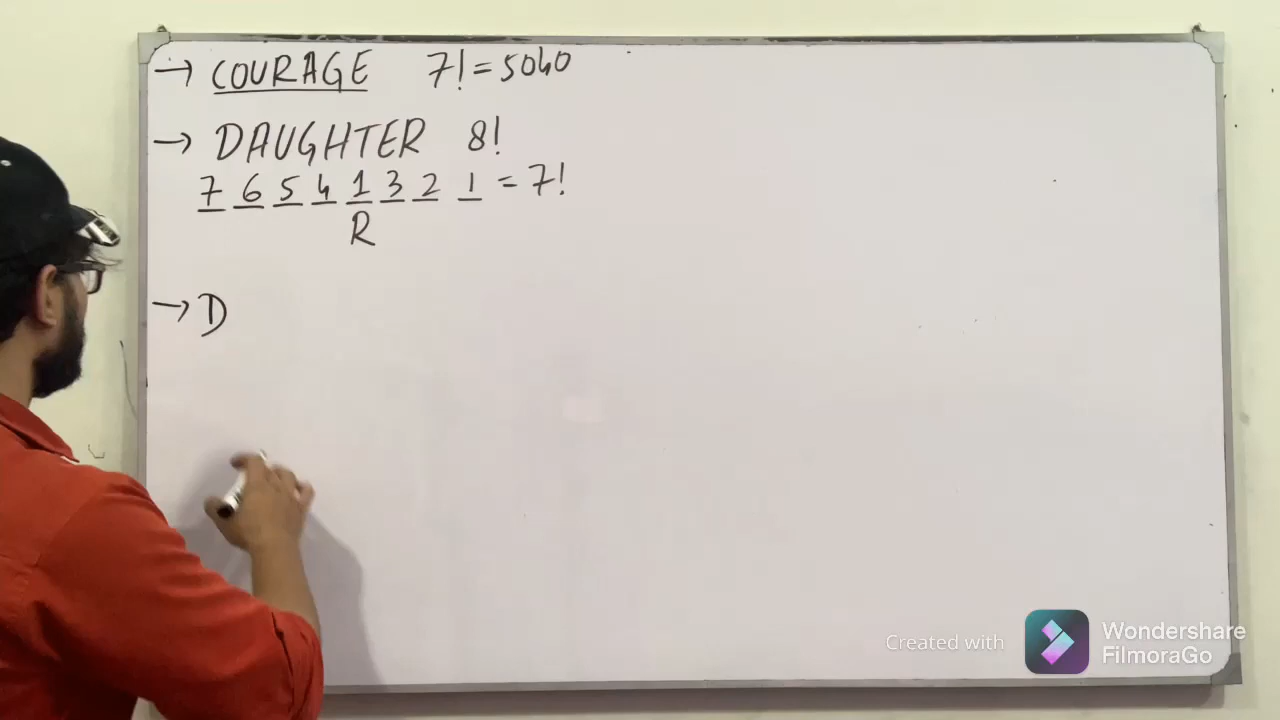 → COURAGE 7! = 5040
→ DAUGHTER 8!
7 6 5 4 1 3 2 1 = 7!
R
→ D
Created with Wondershare FilmoraGo